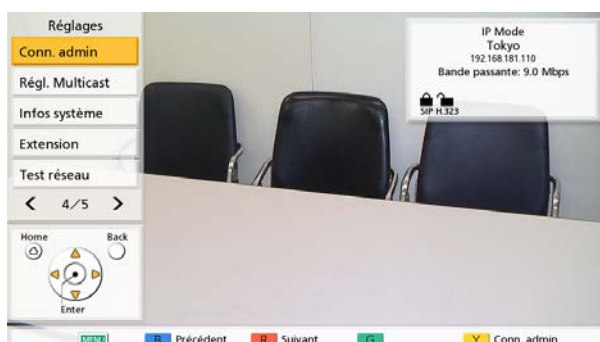 Réglages
Conn. admin
Régl. Multicast
Infos système
Extension
Test réseau
4/5
Home
Back
Enter
IP Mode
Tokyo
192.168.181.110
Bande passante: 9.0 Mbps
SIP H.323
MENU B Précédent R Suivant G Y Conn. admin